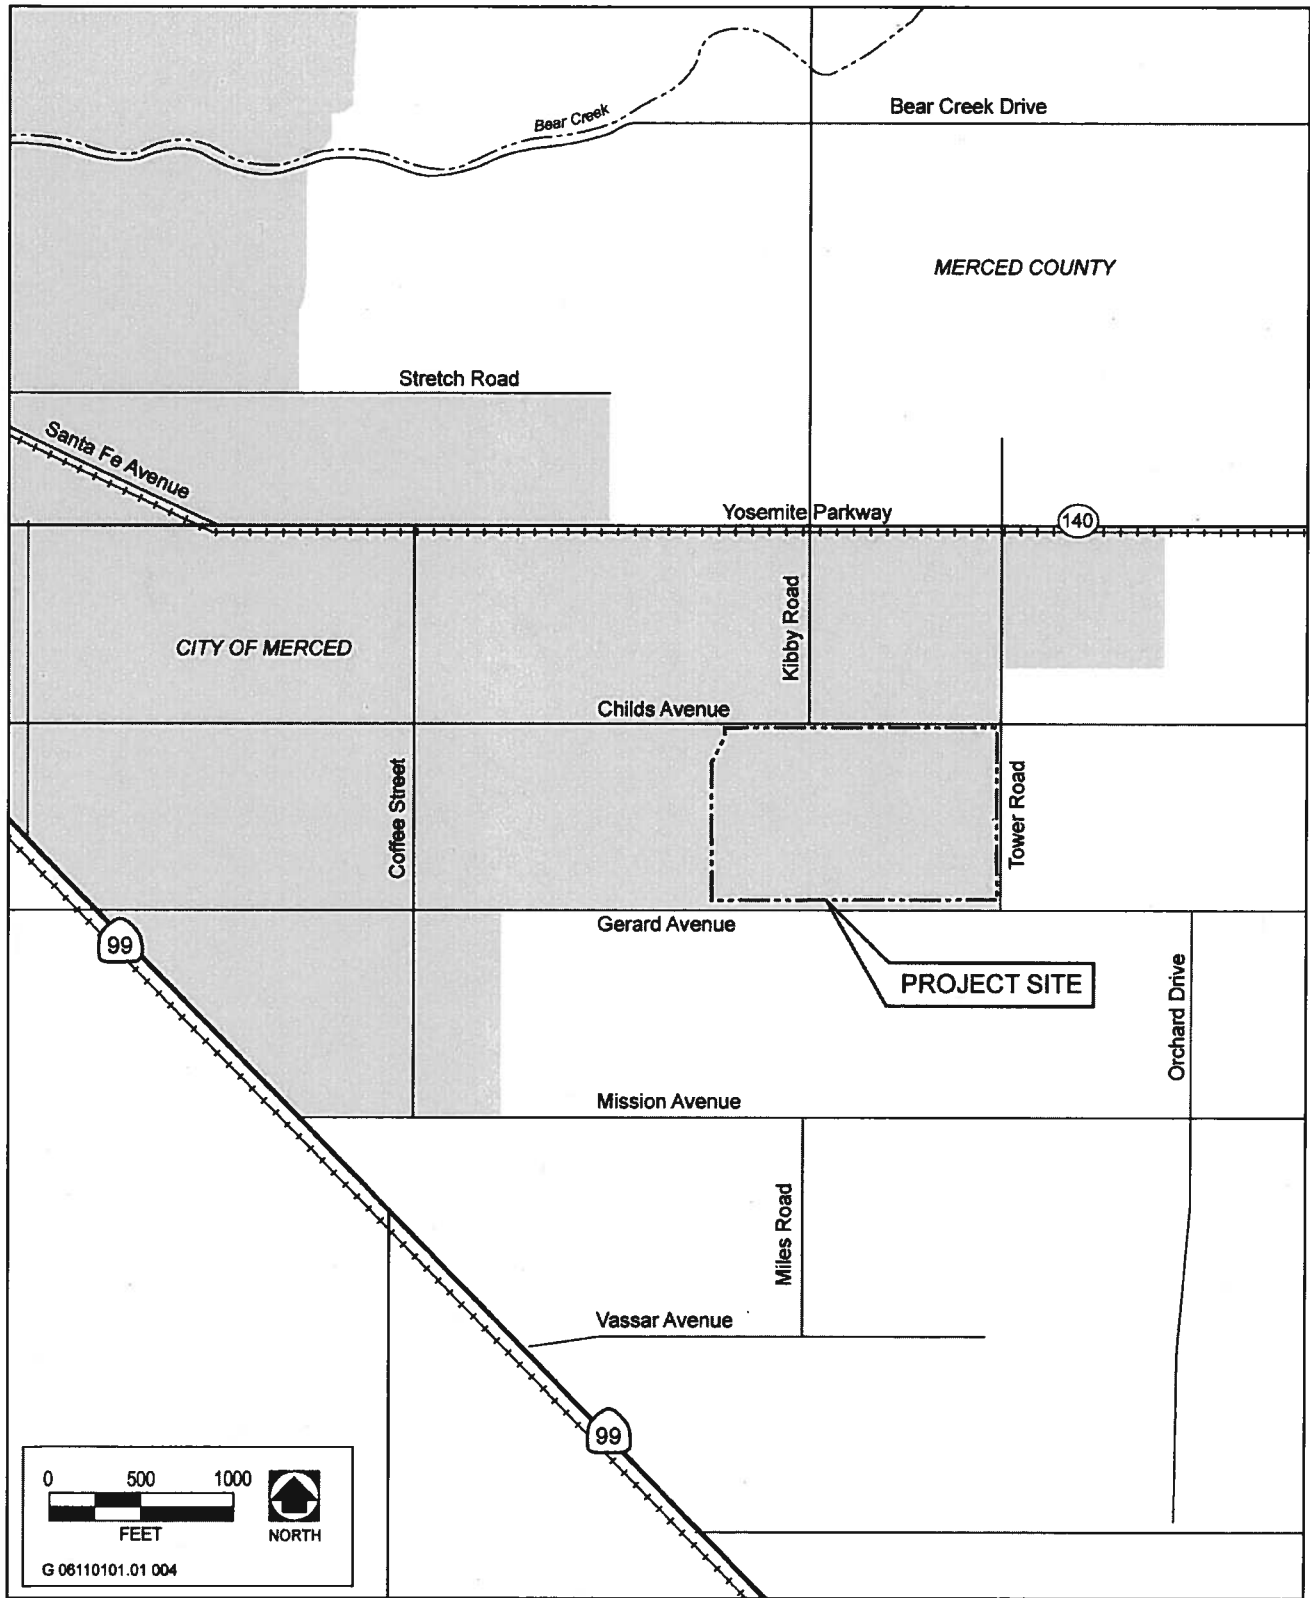 Bear Creek
Bear Creek Drive
MERCED COUNTY
Stretch Road
Santa Fe Avenue
Yosemite Parkway
140
Kibby Road
CITY OF MERCED
Childs Avenue
Coffee Street
Tower Road
Gerard Avenue
99
PROJECT SITE
Orchard Drive
Mission Avenue
Miles Road
Vassar Avenue
99
0 500 1000
FEET
NORTH
G 06110101.01 004